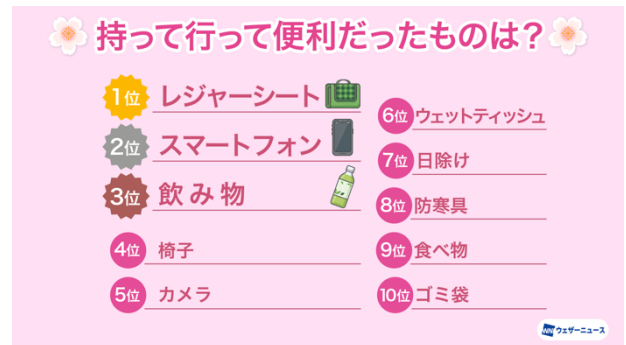 持って行って便利だったものは?
1位 レジャーシート
2位 スマートフォン
3位 飲み物
4位 椅子
5位 カメラ
6位 ウェットティッシュ
7位 日除け
8位 防寒具
9位 食べ物
10位 ゴミ袋
WN ウェザーニュース